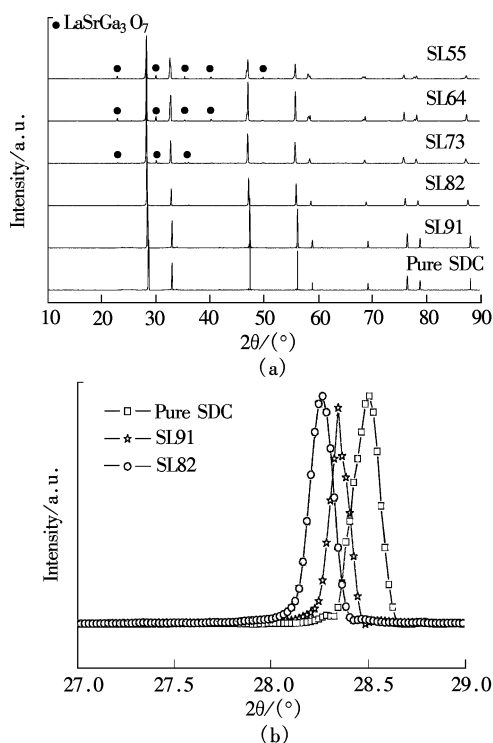 ● LaSrGa3O7
SL55
SL64
SL73
SL82
SL91
Pure SDC
Intensity/a. u.
10 20 30 40 50 60 70 80 90
2θ/(°)
(a)
Pure SDC
SL91
SL82
Intensity/a. u.
27.0 27.5 28.0 28.5 29.0
2θ/(°)
(b)